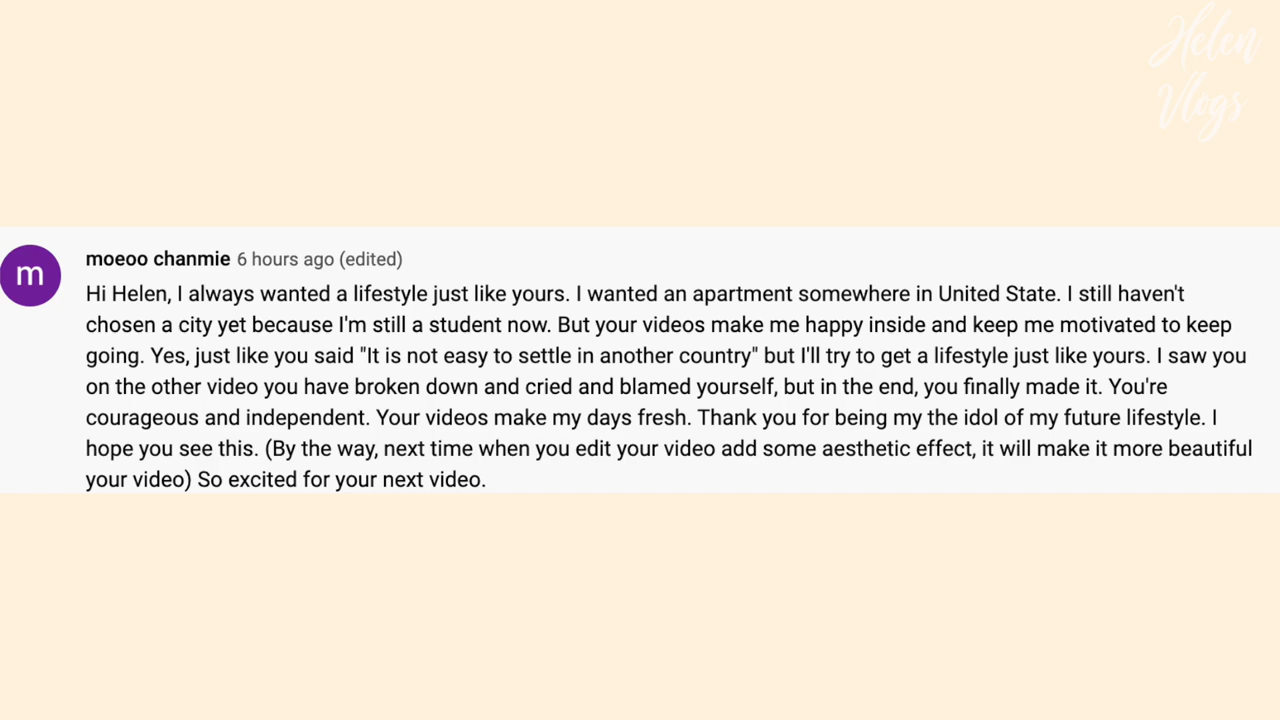 Helen
Vlogs
m
moeoo chanmie 6 hours ago (edited)
Hi Helen, I always wanted a lifestyle just like yours. I wanted an apartment somewhere in United State. I still haven't
chosen a city yet because I'm still a student now. But your videos make me happy inside and keep me motivated to keep
going. Yes, just like you said "It is not easy to settle in another country" but I'll try to get a lifestyle just like yours. I saw you
on the other video you have broken down and cried and blamed yourself, but in the end, you finally made it. You're
courageous and independent. Your videos make my days fresh. Thank you for being my the idol of my future lifestyle. I
hope you see this. (By the way, next time when you edit your video add some aesthetic effect, it will make it more beautiful
your video) So excited for your next video.